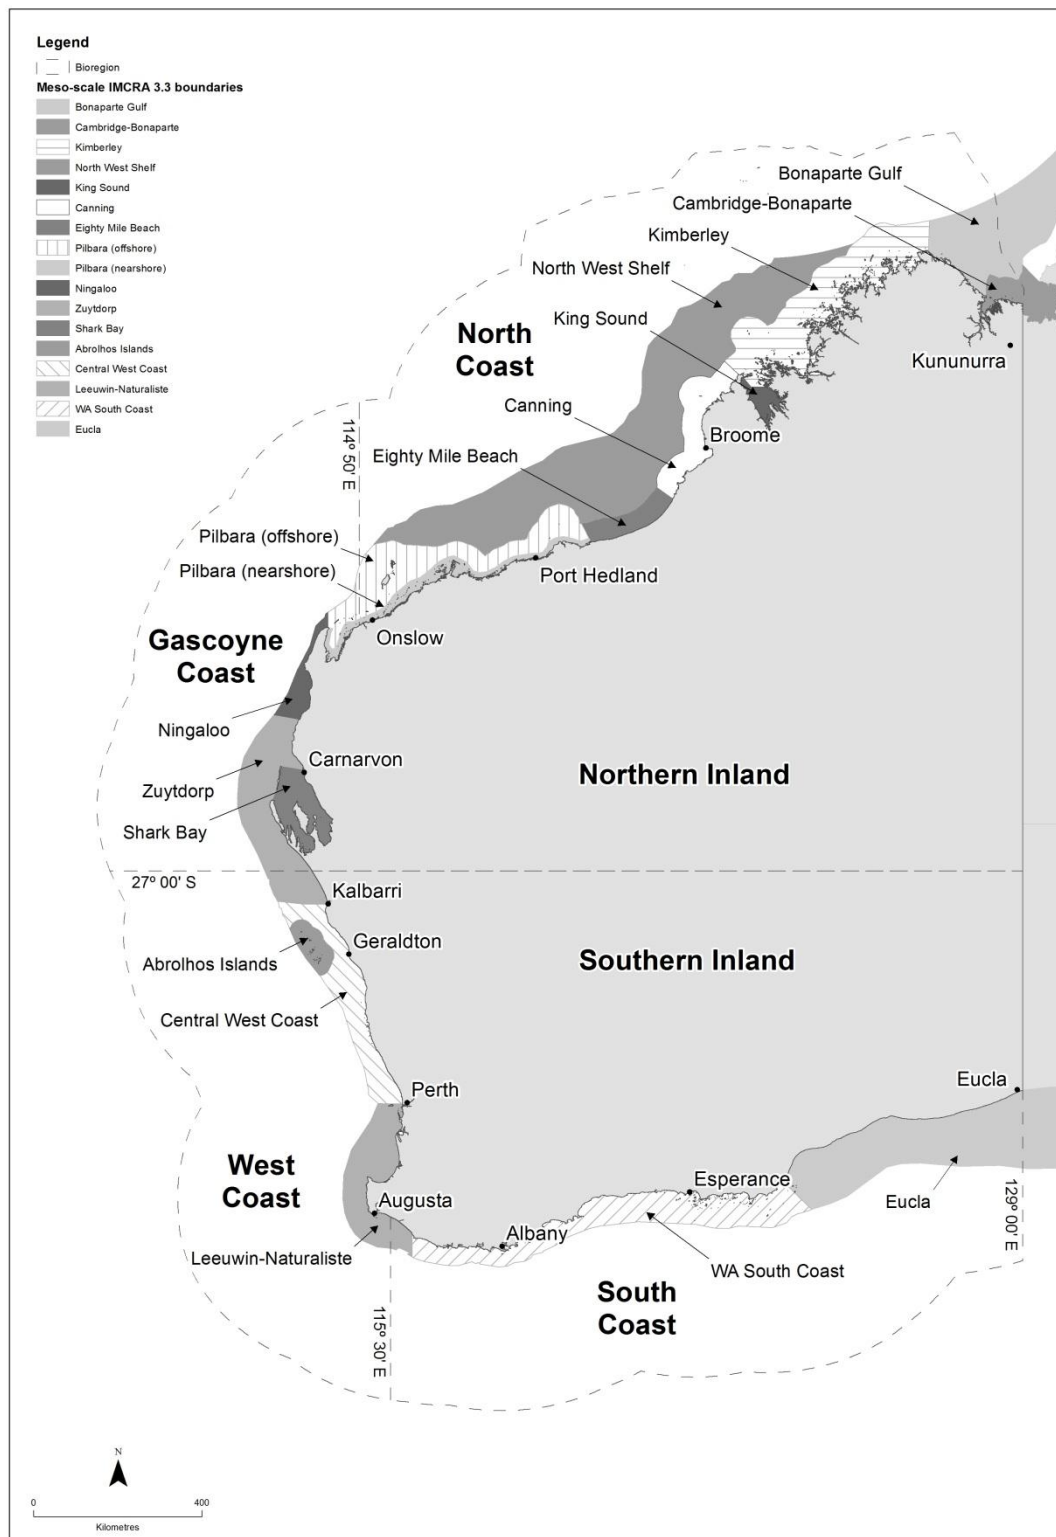 Legend
Bioregion
Meso-scale IMCRA 3.3 boundaries
Bonaparte Gulf
Cambridge-Bonaparte
Kimberley
North West Shelf
King Sound
Canning
Eighty Mile Beach
Pilbara (offshore)
Pilbara (nearshore)
Ningaloo
Zuytdorp
Shark Bay
Abrolhos Islands
Central West Coast
Leeuwin-Naturaliste
WA South Coast
Eucla
Bonaparte Gulf
Cambridge-Bonaparte
Kimberley
North West Shelf
King Sound
North
Coast
Kununurra
Canning
Broome
114º 50' E
Eighty Mile Beach
Pilbara (offshore)
Pilbara (nearshore)
Port Hedland
Onslow
Gascoyne
Coast
Ningaloo
Carnarvon
Northern Inland
Zuytdorp
Shark Bay
27º 00' S
Kalbarri
Geraldton
Abrolhos Islands
Southern Inland
Central West Coast
Perth
Eucla
West
Coast
Augusta
Esperance
Eucla
129º 00' E
Albany
Leeuwin-Naturaliste
WA South Coast
South
Coast
115º 30' E
N
0 400
Kilometres